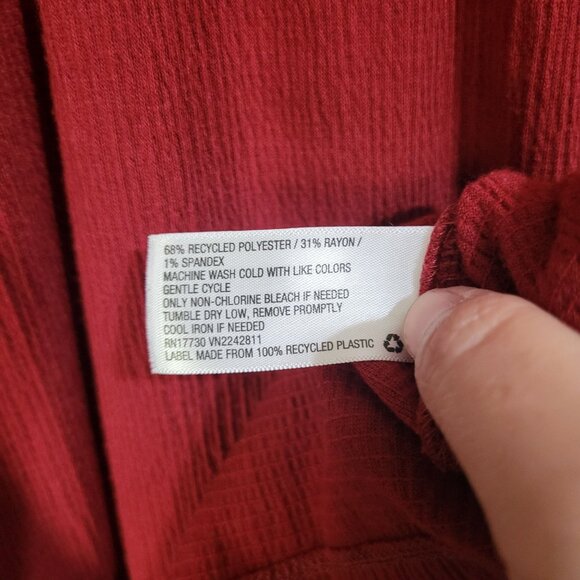 68% RECYCLED POLYESTER / 31% RAYON /
1% SPANDEX
MACHINE WASH COLD WITH LIKE COLORS
GENTLE CYCLE
ONLY NON-CHLORINE BLEACH IF NEEDED
TUMBLE DRY LOW, REMOVE PROMPTLY
COOL IRON IF NEEDED
RN17730 VN2242811
LABEL MADE FROM 100% RECYCLED PLASTIC